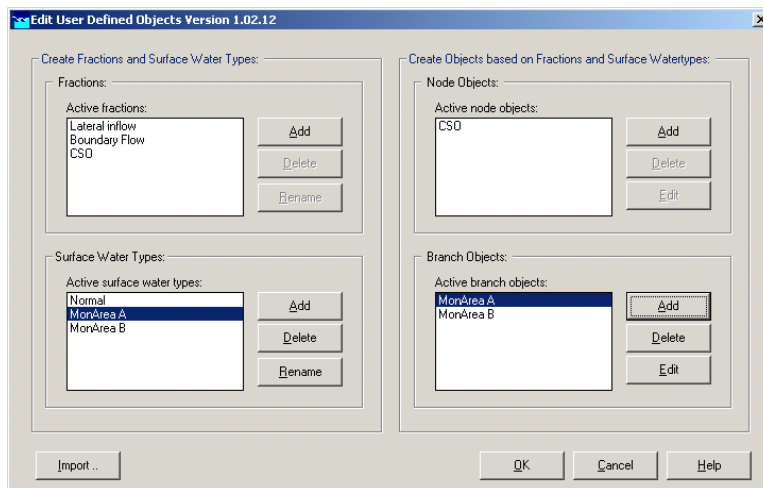 Edit User Defined Objects Version 1.02.12
Create Fractions and Surface Water Types:
Fractions:
Active fractions:
Lateral inflow
Boundary Flow
CSO
Add
Delete
Rename
Surface Water Types:
Active surface water types:
Normal
MonArea A
MonArea B
Add
Delete
Rename
Create Objects based on Fractions and Surface Watertypes:
Node Objects:
Active node objects:
CSO
Add
Delete
Edit
Branch Objects:
Active branch objects:
MonArea A
MonArea B
Add
Delete
Edit
Import ..
OK
Cancel
Help